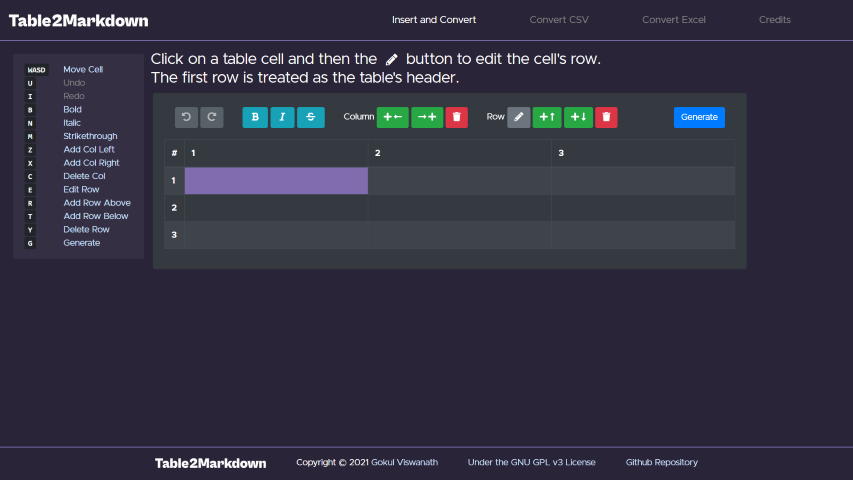 Table2Markdown
Insert and Convert
Convert CSV
Convert Excel
Credits
WASD Move Cell
U Undo
I Redo
B Bold
N Italic
M Strikethrough
Z Add Col Left
X Add Col Right
C Delete Col
E Edit Row
R Add Row Above
T Add Row Below
Y Delete Row
G Generate
Click on a table cell and then the button to edit the cell's row.
The first row is treated as the table's header.
B I S Column Row Generate
# 1 2 3
1
2
3
Table2Markdown Copyright © 2021 Gokul Viswanath Under the GNU GPL v3 License Github Repository